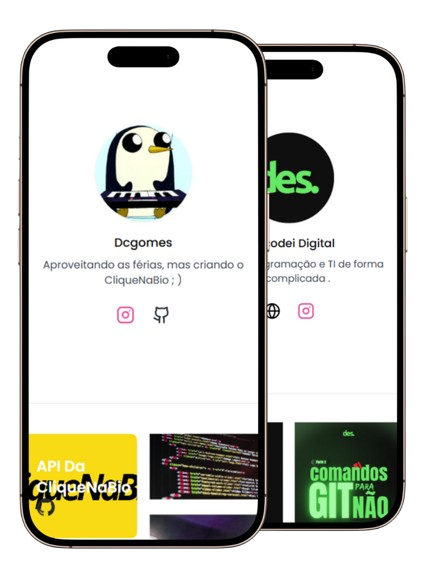 Dcgomes
Aproveitando as férias, mas criando o
CliqueNaBio ; )
API Da
CliqueNaBio
des.
odei Digital
gramação e TI de forma
complicada .
des.
comandos
PARA
GIT NÃO